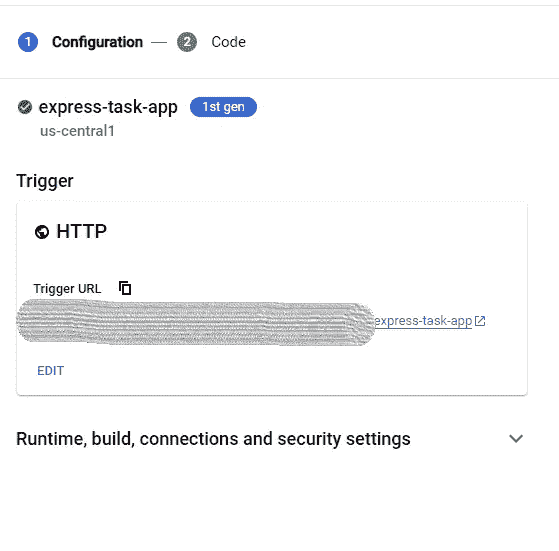 1 Configuration — 2 Code
express-task-app 1st gen
us-central1
Trigger
HTTP
Trigger URL
express-task-app
EDIT
Runtime, build, connections and security settings